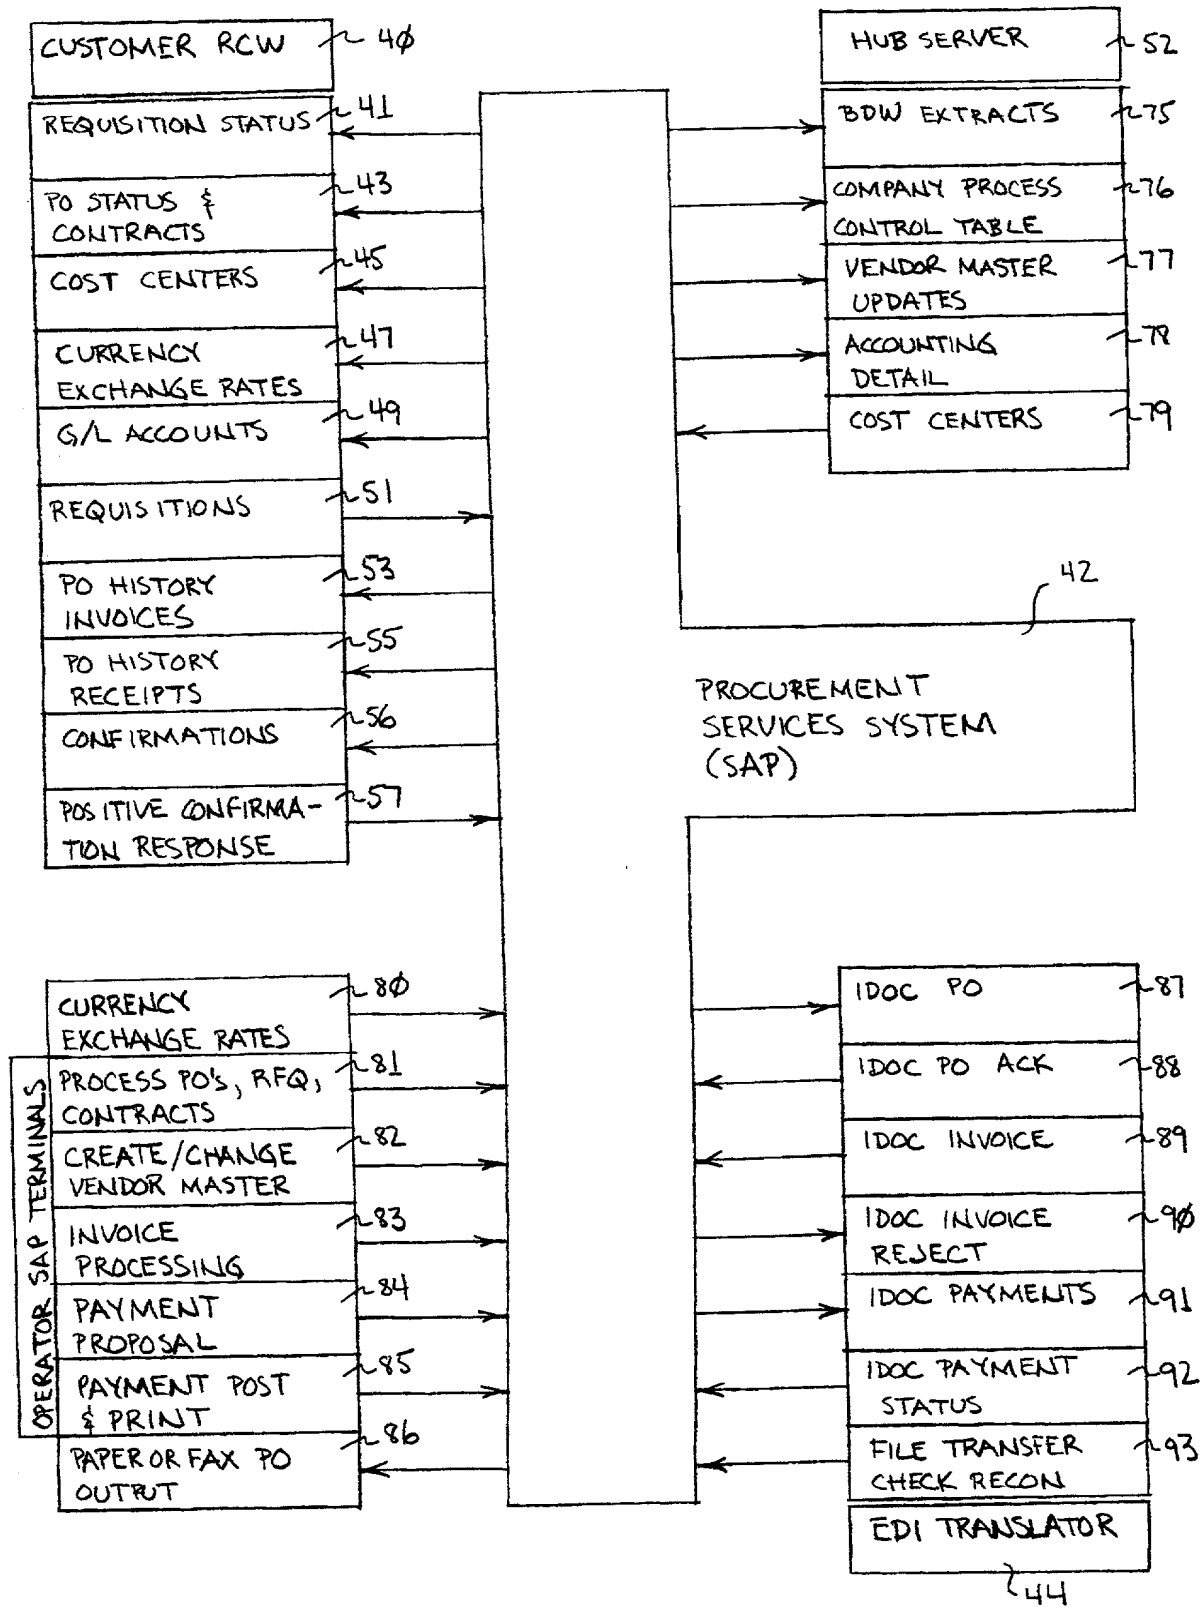 CUSTOMER RCW
40
REQUISITION STATUS
41
PO STATUS &
CONTRACTS
43
COST CENTERS
45
CURRENCY
EXCHANGE RATES
47
G/L ACCOUNTS
49
REQUISITIONS
51
PO HISTORY
INVOICES
53
PO HISTORY
RECEIPTS
55
CONFIRMATIONS
56
POSITIVE CONFIRMA-
TION RESPONSE
57
HUB SERVER
52
BDW EXTRACTS
75
COMPANY PROCESS
CONTROL TABLE
76
VENDOR MASTER
UPDATES
77
ACCOUNTING
DETAIL
78
COST CENTERS
79
42
PROCUREMENT
SERVICES SYSTEM
(SAP)
CURRENCY
EXCHANGE RATES
80
OPERATOR SAP TERMINALS
PROCESS PO'S, RFQ,
CONTRACTS
81
CREATE/CHANGE
VENDOR MASTER
82
INVOICE
PROCESSING
83
PAYMENT
PROPOSAL
84
PAYMENT POST
& PRINT
85
PAPER OR FAX PO
OUTPUT
86
IDOC PO
87
IDOC PO ACK
88
IDOC INVOICE
89
IDOC INVOICE
REJECT
90
IDOC PAYMENTS
91
IDOC PAYMENT
STATUS
92
FILE TRANSFER
CHECK RECON
93
EDI TRANSLATOR
44